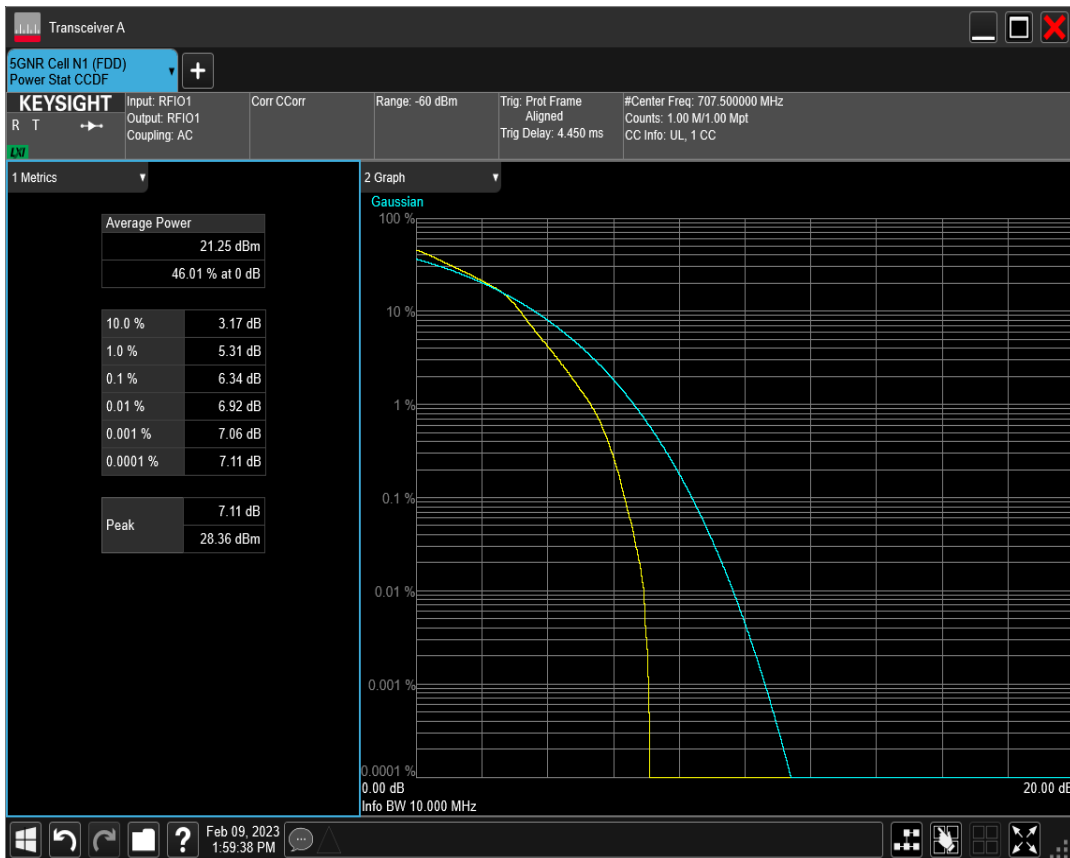 Transceiver A
5GNR Cell N1 (FDD)
Power Stat CCDF
KEYSIGHT
R T
LXI
Input: RFIO1
Output: RFIO1
Coupling: AC
Corr CCorr
Range: -60 dBm
Trig: Prot Frame
Aligned
Trig Delay: 4.450 ms
#Center Freq: 707.500000 MHz
Counts: 1.00 M/1.00 Mpt
CC Info: UL, 1 CC
1 Metrics
Average Power
21.25 dBm
46.01 % at 0 dB
10.0 % 3.17 dB
1.0 % 5.31 dB
0.1 % 6.34 dB
0.01 % 6.92 dB
0.001 % 7.06 dB
0.0001 % 7.11 dB
Peak
7.11 dB
28.36 dBm
2 Graph
Gaussian
100 %
10 %
1 %
0.1 %
0.01 %
0.001 %
0.0001 %
0.00 dB
20.00 dB
Info BW 10.000 MHz
?
Feb 09, 2023
1:59:38 PM